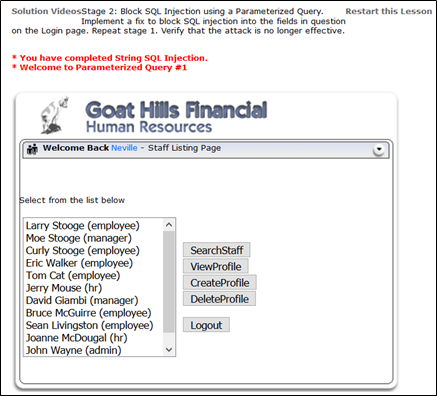 Solution Videos Stage 2: Block SQL Injection using a Parameterized Query. Restart this Lesson
Implement a fix to block SQL injection into the fields in question
on the Login page. Repeat stage 1. Verify that the attack is no longer effective.
* You have completed String SQL Injection.
* Welcome to Parameterized Query #1
Goat Hills Financial
Human Resources
Welcome Back Neville - Staff Listing Page
Select from the list below
Larry Stooge (employee)
Moe Stooge (manager)
Curly Stooge (employee)
Eric Walker (employee)
Tom Cat (employee)
Jerry Mouse (hr)
David Giambi (manager)
Bruce McGuirre (employee)
Sean Livingston (employee)
Joanne McDougal (hr)
John Wayne (admin)
SearchStaff
ViewProfile
CreateProfile
DeleteProfile
Logout